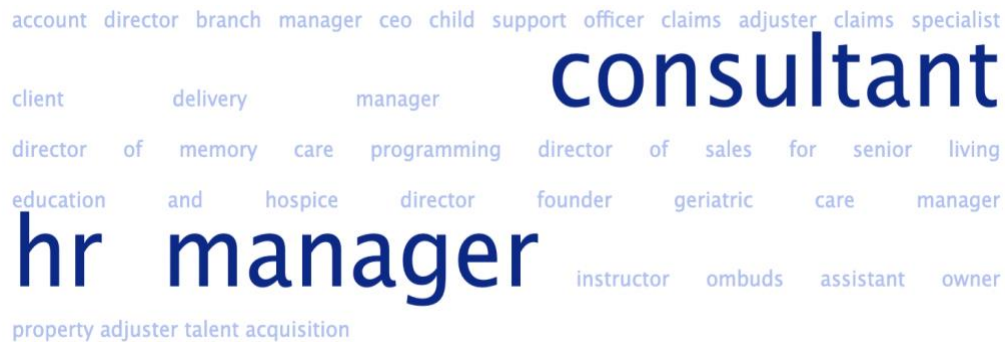 account director branch manager ceo child support officer claims adjuster claims specialist
client delivery manager consultant
director of memory care programming director of sales for senior living
education and hospice director founder geriatric care manager
hr manager instructor ombuds assistant owner
property adjuster talent acquisition